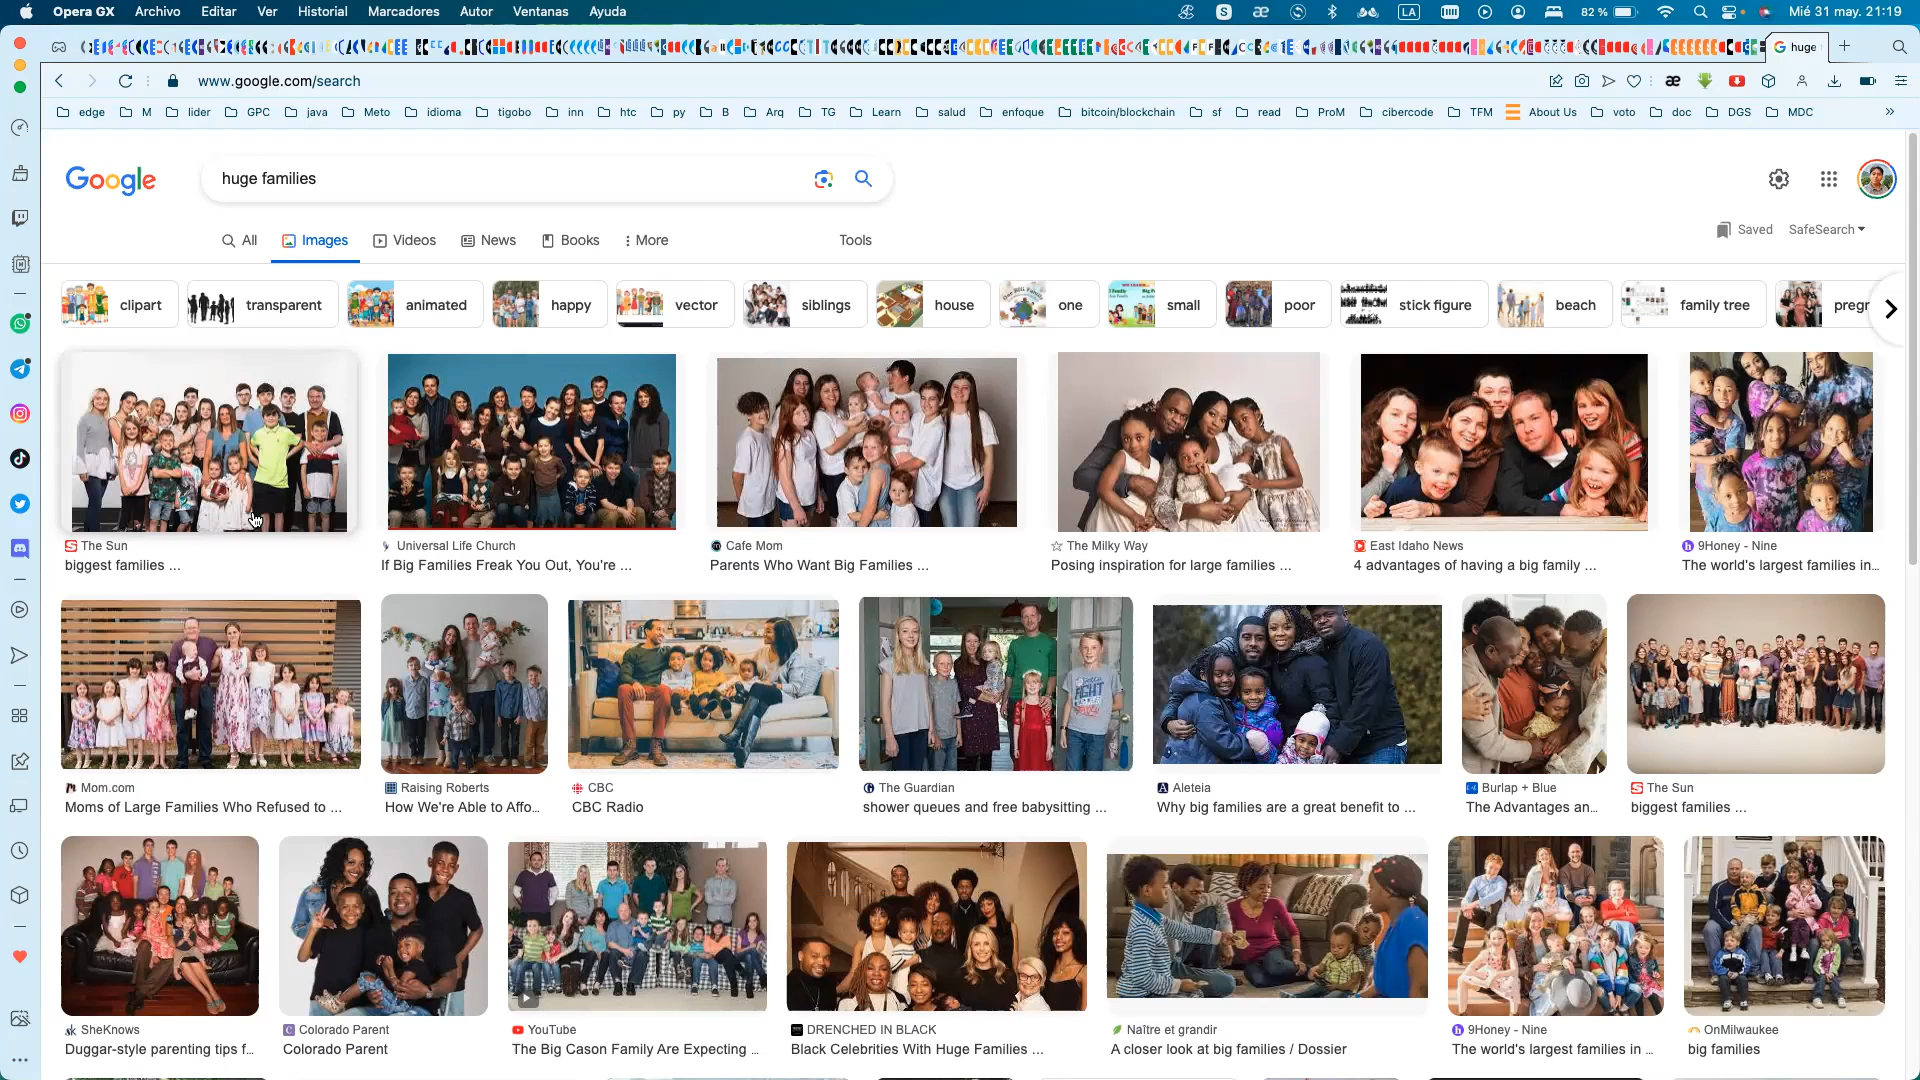 Opera GX Archivo Editar Ver Historial Marcadores Autor Ventanas Ayuda
LA 82 % Mié 31 may. 21:19
huge
www.google.com/search
edge M lider GPC java Meto idioma tigobo inn htc py B Arq TG Learn salud enfoque bitcoin/blockchain sf read ProM cibercode TFM About Us voto doc DGS MDC
Google
huge families
All Images Videos News Books More Tools
Saved SafeSearch
clipart transparent animated happy vector siblings house one small poor stick figure beach family tree pregr
The Sun
biggest families ...
Universal Life Church
If Big Families Freak You Out, You're ...
Cafe Mom
Parents Who Want Big Families ...
The Milky Way
Posing inspiration for large families ...
East Idaho News
4 advantages of having a big family ...
9Honey - Nine
The world's largest families in...
Mom.com
Moms of Large Families Who Refused to ...
Raising Roberts
How We're Able to Affo...
CBC
CBC Radio
The Guardian
shower queues and free babysitting ...
Aleteia
Why big families are a great benefit to ...
Burlap + Blue
The Advantages an...
The Sun
biggest families ...
SheKnows
Duggar-style parenting tips f...
Colorado Parent
Colorado Parent
YouTube
The Big Cason Family Are Expecting ...
DRENCHED IN BLACK
Black Celebrities With Huge Families ...
Naître et grandir
A closer look at big families / Dossier
9Honey - Nine
The world's largest families in ...
OnMilwaukee
big families